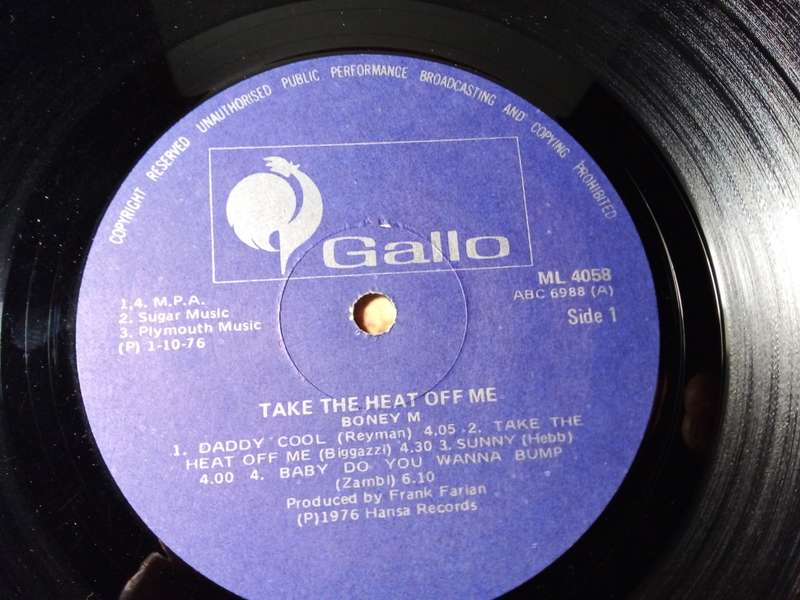 COPYRIGHT RESERVED UNAUTHORISED PUBLIC PERFORMANCE BROADCASTING AND COPYING PROHIBITED
Gallo
ML 4058
ABC 6988 (A)
Side 1
1,4. M.P.A.
2. Sugar Music
3. Plymouth Music
(P) 1-10-76
TAKE THE HEAT OFF ME
BONEY M
1. DADDY COOL (Reyman) 4.05 2. TAKE THE
HEAT OFF ME (Biggazzi) 4.30 3. SUNNY (Hebb)
4.00 4. BABY DO YOU WANNA BUMP
(Zambi) 6.10
Produced by Frank Farian
(P)1976 Hansa Records